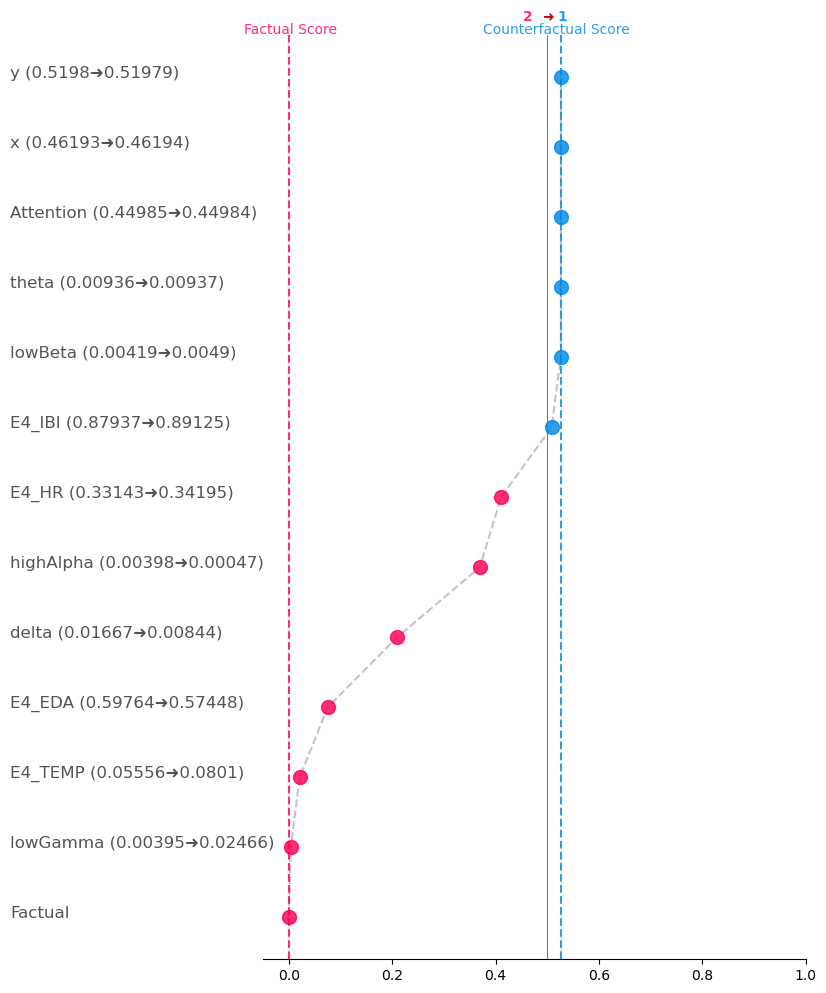 2 ➜ 1
Factual Score Counterfactual Score
y (0.5198➜0.51979)
x (0.46193➜0.46194)
Attention (0.44985➜0.44984)
theta (0.00936➜0.00937)
lowBeta (0.00419➜0.0049)
E4_IBI (0.87937➜0.89125)
E4_HR (0.33143➜0.34195)
highAlpha (0.00398➜0.00047)
delta (0.01667➜0.00844)
E4_EDA (0.59764➜0.57448)
E4_TEMP (0.05556➜0.0801)
lowGamma (0.00395➜0.02466)
Factual
0.0 0.2 0.4 0.6 0.8 1.0